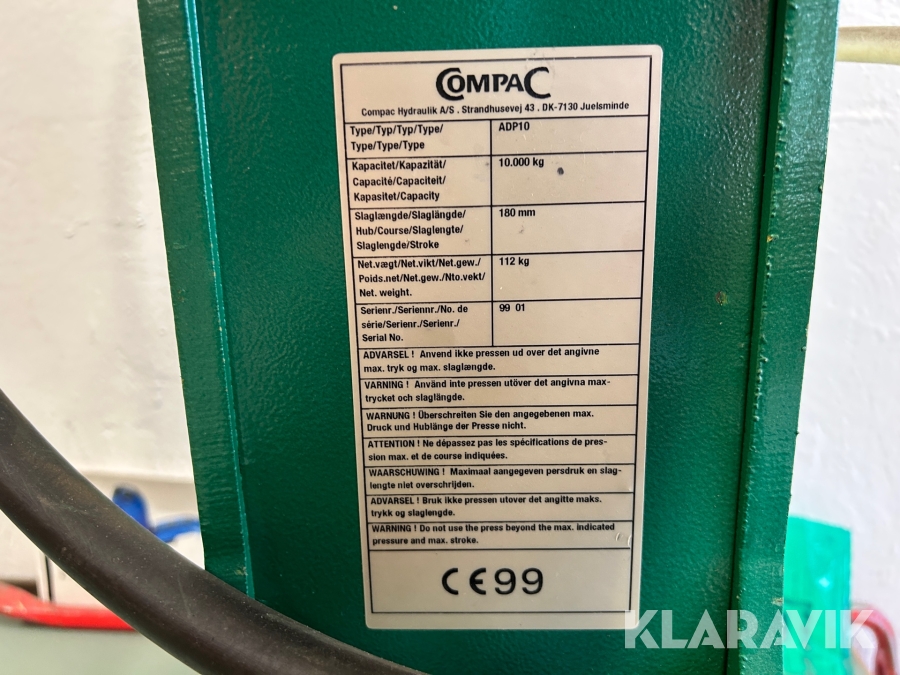 COMPAC
Compac Hydraulik A/S . Strandhusevej 43 . DK-7130 Juelsminde
Type/Typ/Typ/Type/
Type/Type/Type
ADP10
Kapacitet/Kapazität/
Capacité/Capaciteit/
Kapasitet/Capacity
10.000 kg
Slaglængde/Slaglängde/
Hub/Course/Slaglengte/
Slaglengde/Stroke
180 mm
Net.vægt/Net.vikt/Net.gew./
Poids.net/Net.gew./Nto.vekt/
Net. weight.
112 kg
Serienr./Seriennr./No. de
série/Serienr./Serienr./
Serial No.
99 01
ADVARSEL ! Anvend ikke pressen ud over det angivne
max. tryk og max. slaglængde.
VARNING ! Använd inte pressen utöver det angivna max-
trycket och slaglängde.
WARNUNG ! Überschreiten Sie den angegebenen max.
Druck und Hublänge der Presse nicht.
ATTENTION ! Ne dépassez pas les spécifications de pres-
sion max. et de course indiquées.
WAARSCHUWING ! Maximaal aangegeven persdruk en slag-
lengte niet overschrijden.
ADVARSEL ! Bruk ikke pressen utover det angitte maks.
trykk og slaglengde.
WARNING ! Do not use the press beyond the max. indicated
pressure and max. stroke.
CE99
KLARAVIK